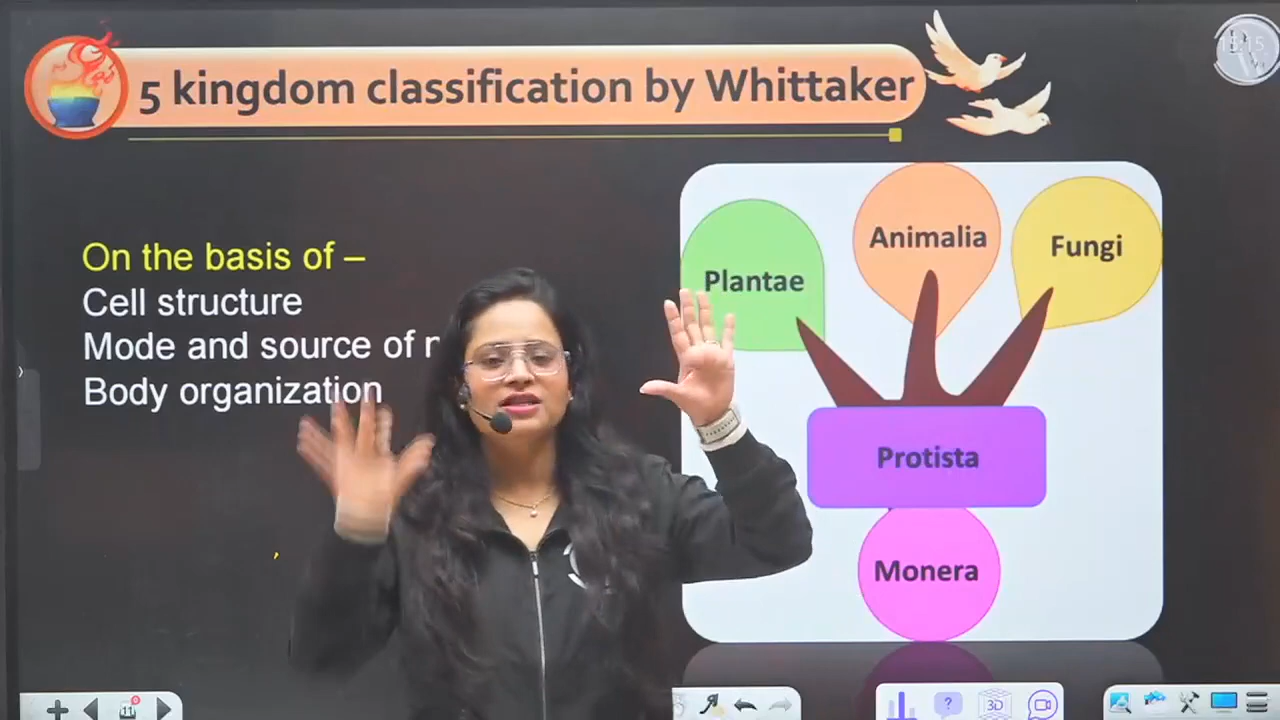 5 kingdom classification by Whittaker
On the basis of –
Cell structure
Mode and source of
Body organization
Plantae
Animalia
Fungi
Protista
Monera
3D